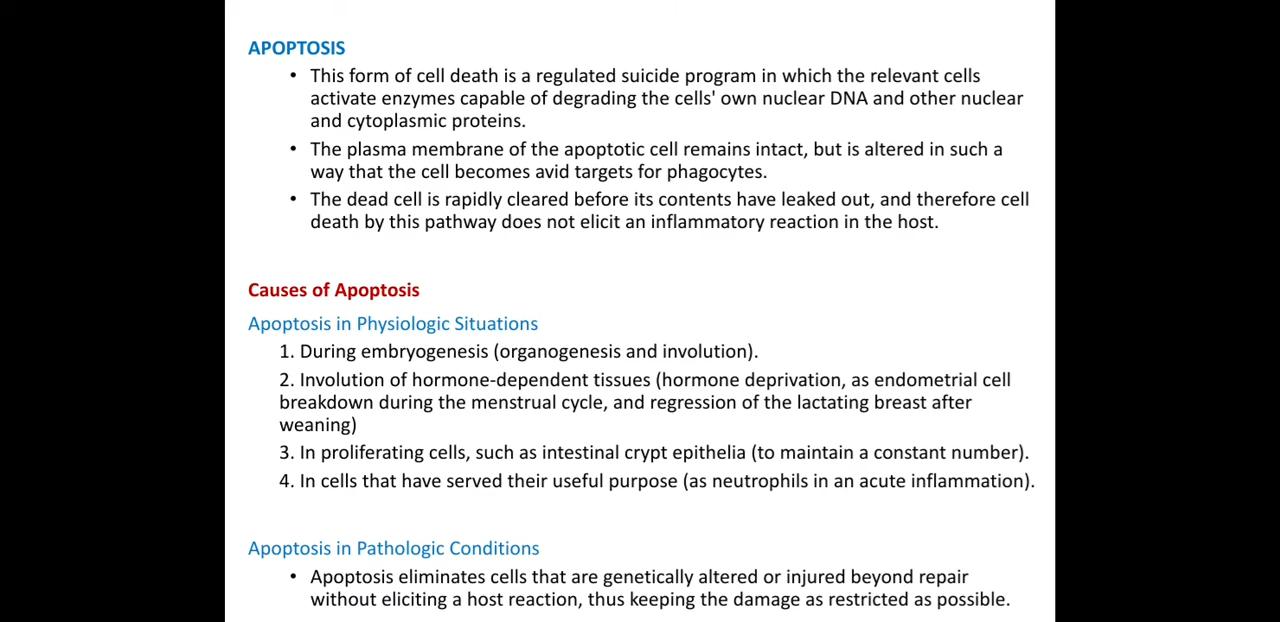 APOPTOSIS
• This form of cell death is a regulated suicide program in which the relevant cells
activate enzymes capable of degrading the cells' own nuclear DNA and other nuclear
and cytoplasmic proteins.
• The plasma membrane of the apoptotic cell remains intact, but is altered in such a
way that the cell becomes avid targets for phagocytes.
• The dead cell is rapidly cleared before its contents have leaked out, and therefore cell
death by this pathway does not elicit an inflammatory reaction in the host.
Causes of Apoptosis
Apoptosis in Physiologic Situations
1. During embryogenesis (organogenesis and involution).
2. Involution of hormone-dependent tissues (hormone deprivation, as endometrial cell
breakdown during the menstrual cycle, and regression of the lactating breast after
weaning)
3. In proliferating cells, such as intestinal crypt epithelia (to maintain a constant number).
4. In cells that have served their useful purpose (as neutrophils in an acute inflammation).
Apoptosis in Pathologic Conditions
• Apoptosis eliminates cells that are genetically altered or injured beyond repair
without eliciting a host reaction, thus keeping the damage as restricted as possible.